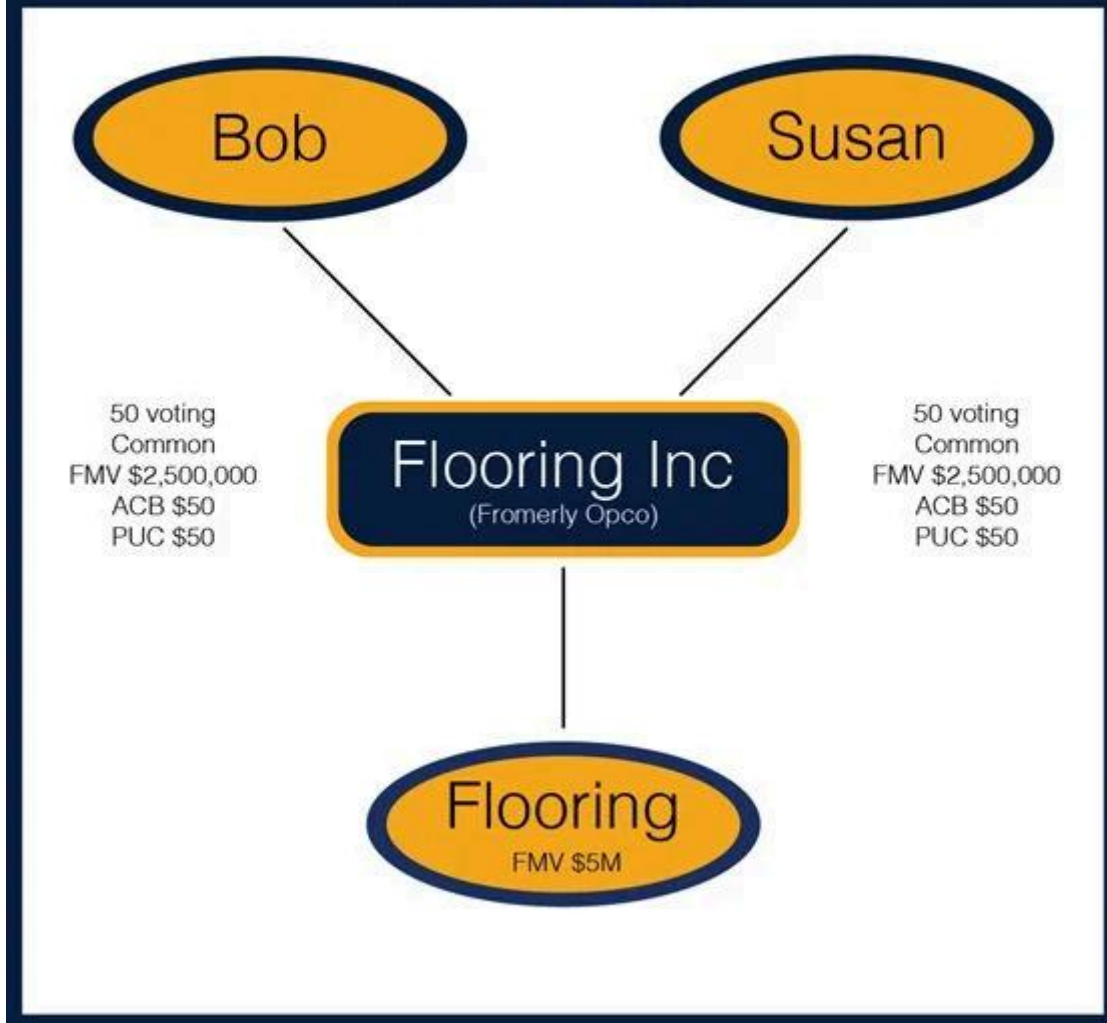 Bob
Susan
50 voting
Common
FMV $2,500,000
ACB $50
PUC $50
Flooring Inc
(Fromerly Opco)
50 voting
Common
FMV $2,500,000
ACB $50
PUC $50
Flooring
FMV $5M